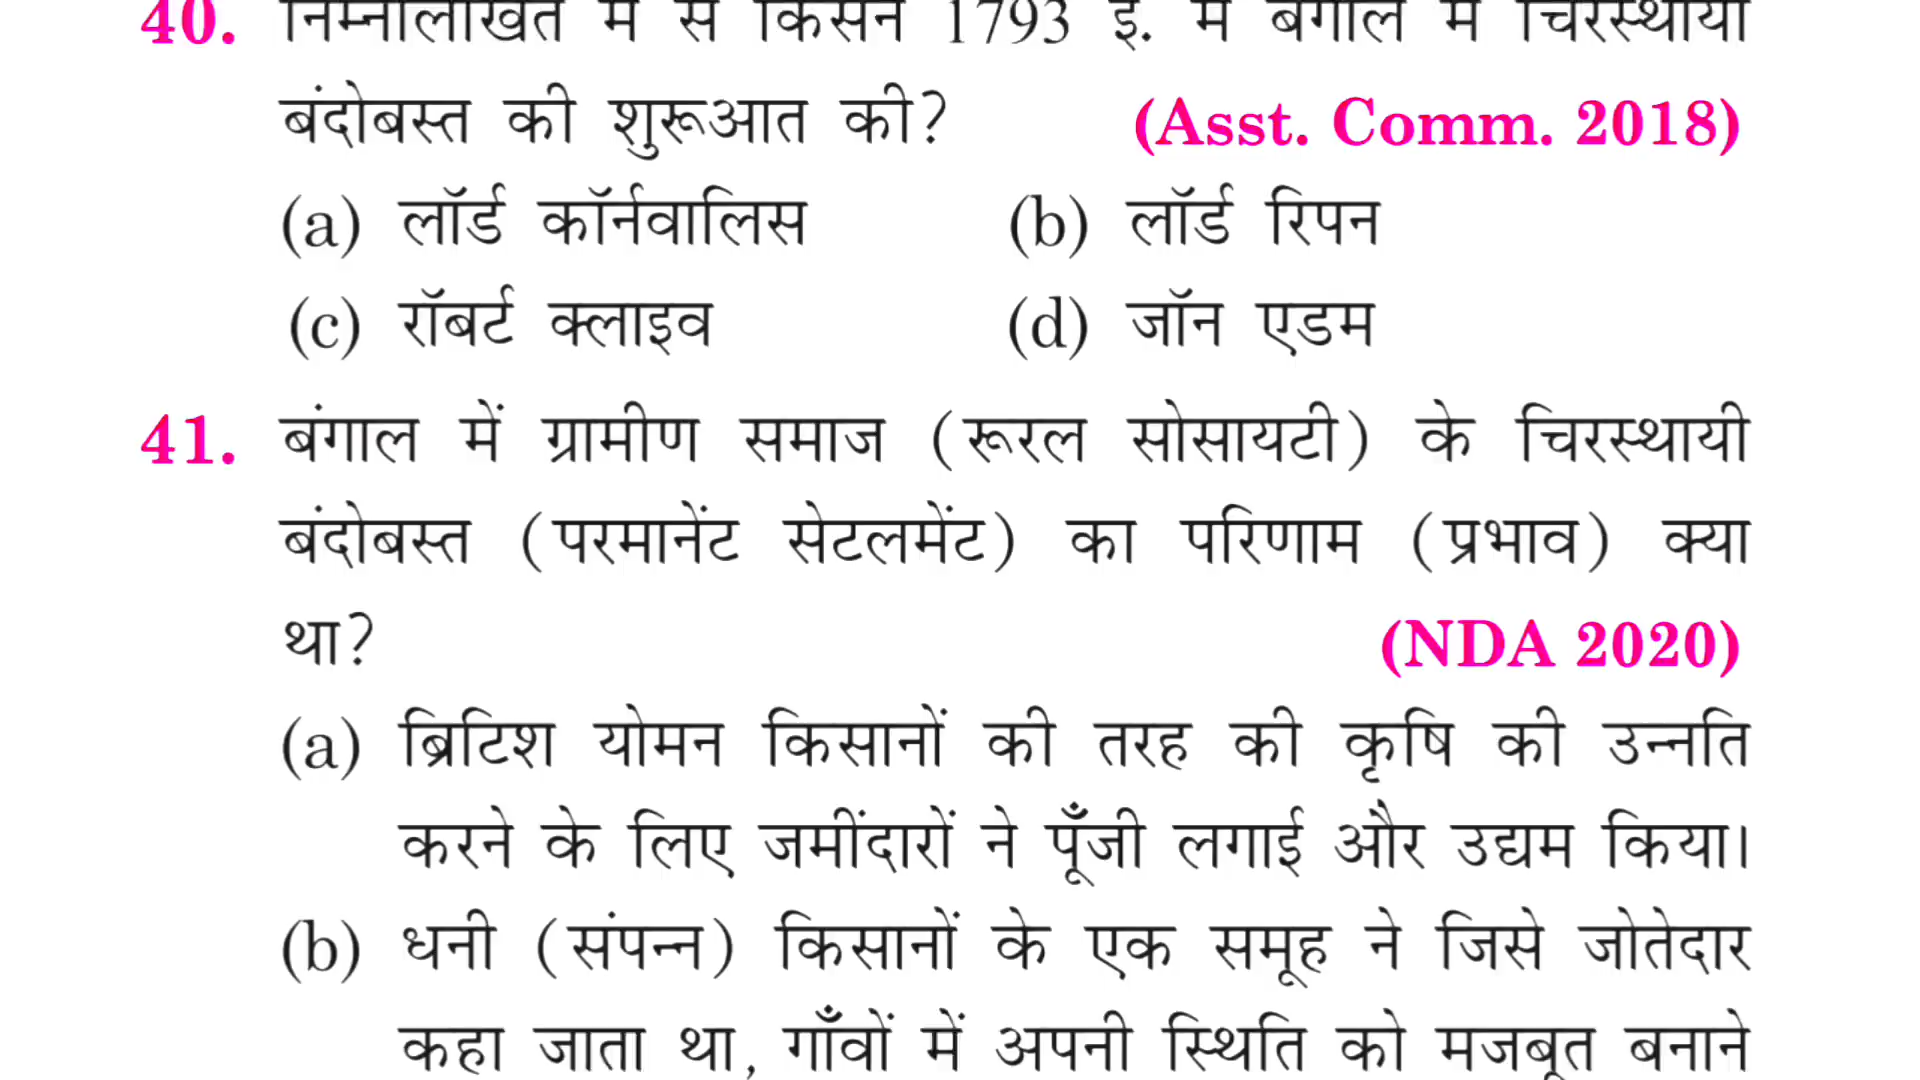 40. निम्नलिखित में से किसने 1793 ई. में बंगाल में चिरस्थायी
बंदोबस्त की शुरूआत की? (Asst. Comm. 2018)
(a) लॉर्ड कॉर्नवालिस (b) लॉर्ड रिपन
(c) रॉबर्ट क्लाइव (d) जॉन एडम
41. बंगाल में ग्रामीण समाज (रूरल सोसायटी) के चिरस्थायी
बंदोबस्त (परमानेंट सेटलमेंट) का परिणाम (प्रभाव) क्या
था? (NDA 2020)
(a) ब्रिटिश योमन किसानों की तरह की कृषि की उन्नति
करने के लिए जमींदारों ने पूँजी लगाई और उद्यम किया।
(b) धनी (संपन्न) किसानों के एक समूह ने जिसे जोतेदार
कहा जाता था, गाँवों में अपनी स्थिति को मजबूत बनाने